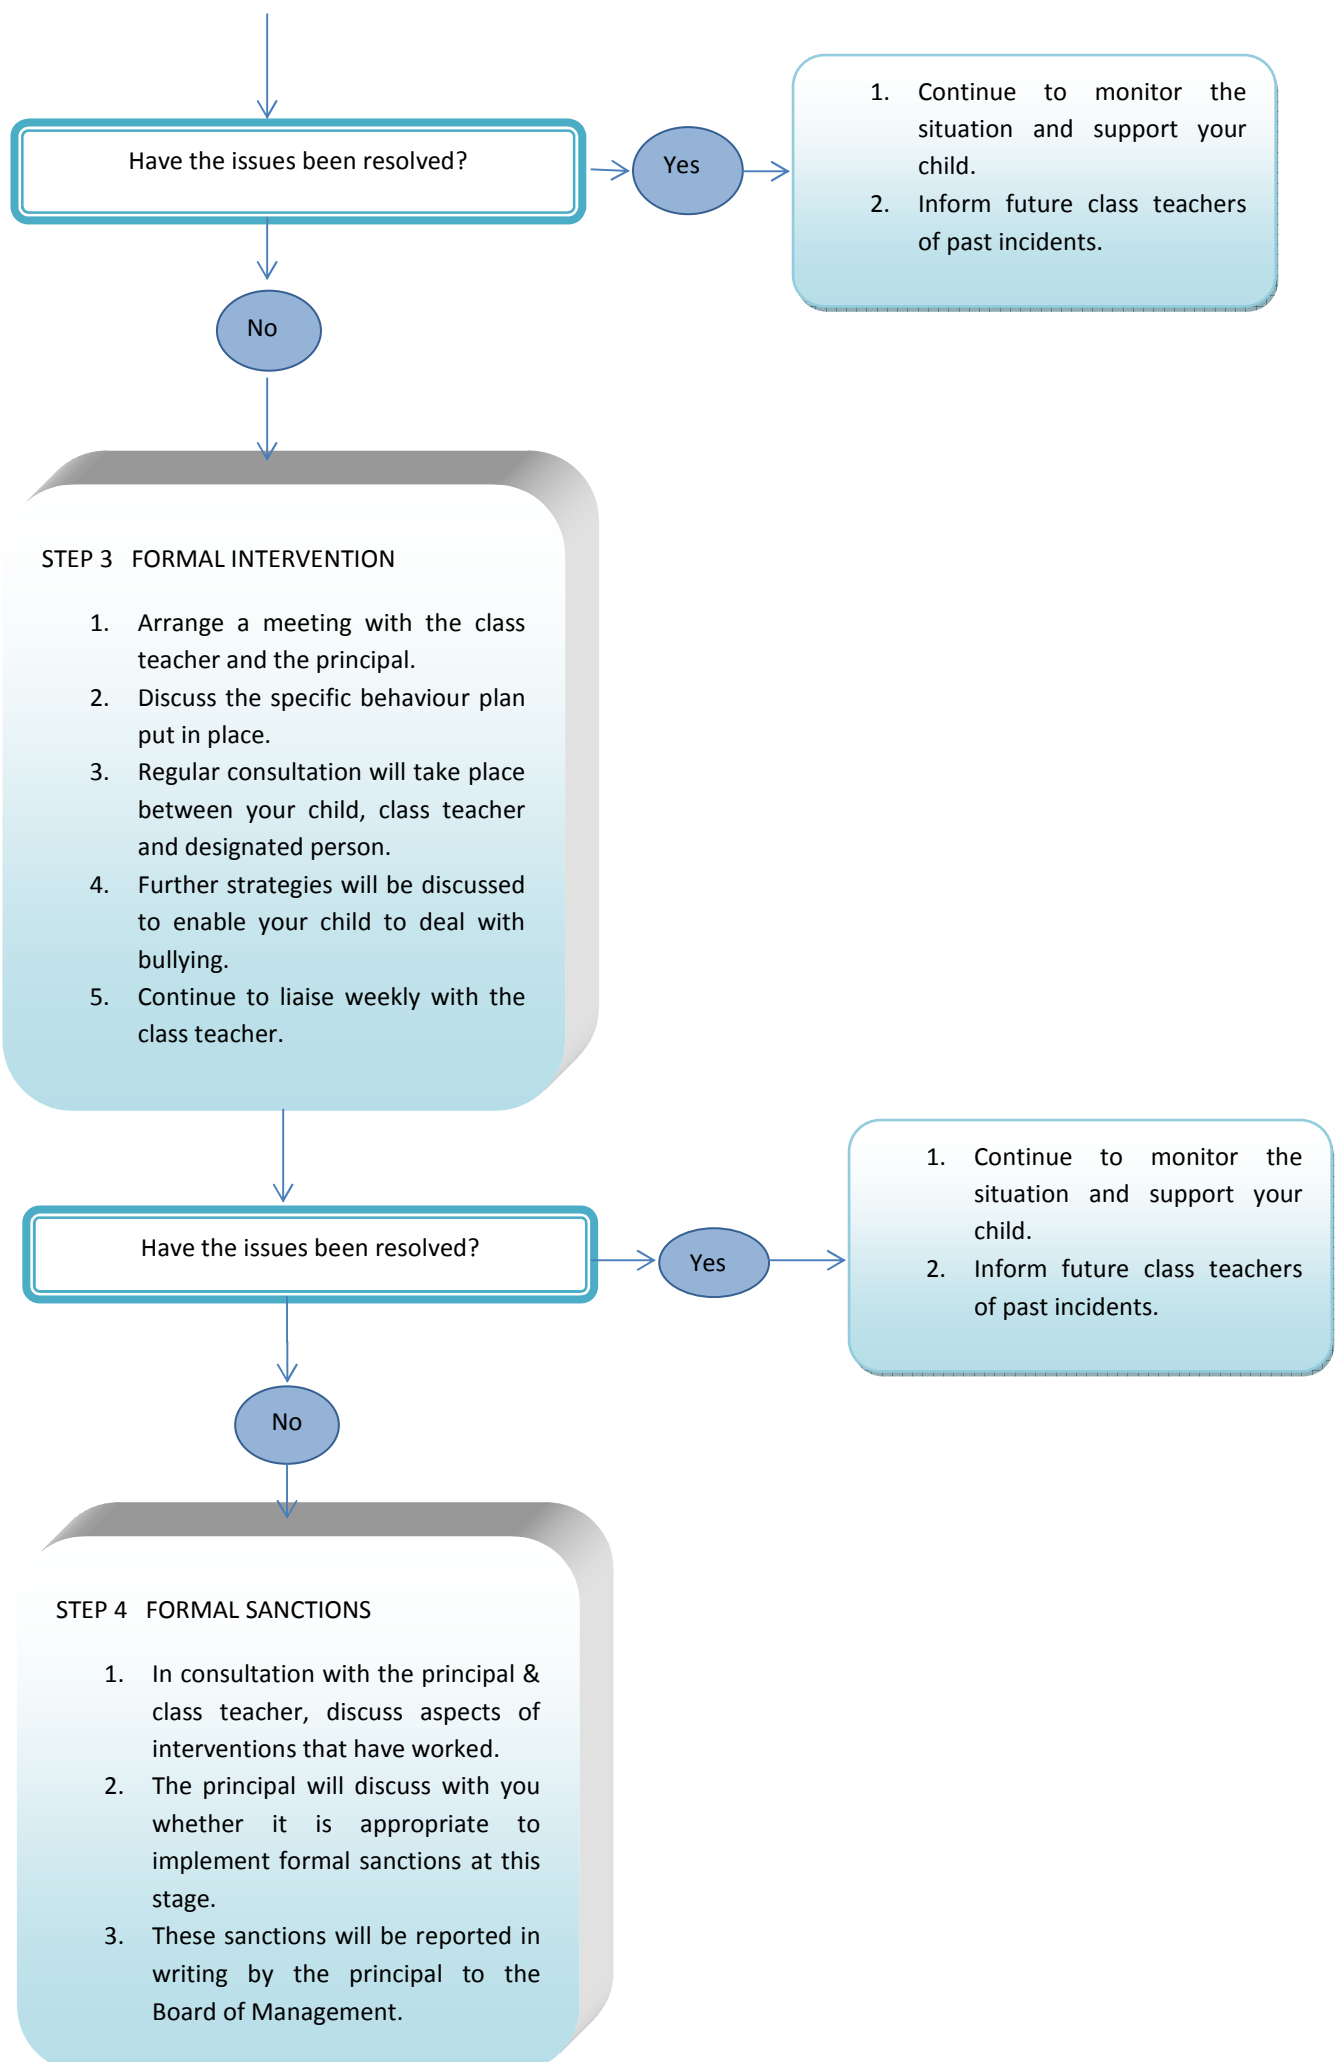 Have the issues been resolved?
Yes
1. Continue to monitor the
situation and support your
child.
2. Inform future class teachers
of past incidents.
No
STEP 3 FORMAL INTERVENTION
1. Arrange a meeting with the class
teacher and the principal.
2. Discuss the specific behaviour plan
put in place.
3. Regular consultation will take place
between your child, class teacher
and designated person.
4. Further strategies will be discussed
to enable your child to deal with
bullying.
5. Continue to liaise weekly with the
class teacher.
Have the issues been resolved?
Yes
1. Continue to monitor the
situation and support your
child.
2. Inform future class teachers
of past incidents.
No
STEP 4 FORMAL SANCTIONS
1. In consultation with the principal &
class teacher, discuss aspects of
interventions that have worked.
2. The principal will discuss with you
whether it is appropriate to
implement formal sanctions at this
stage.
3. These sanctions will be reported in
writing by the principal to the
Board of Management.